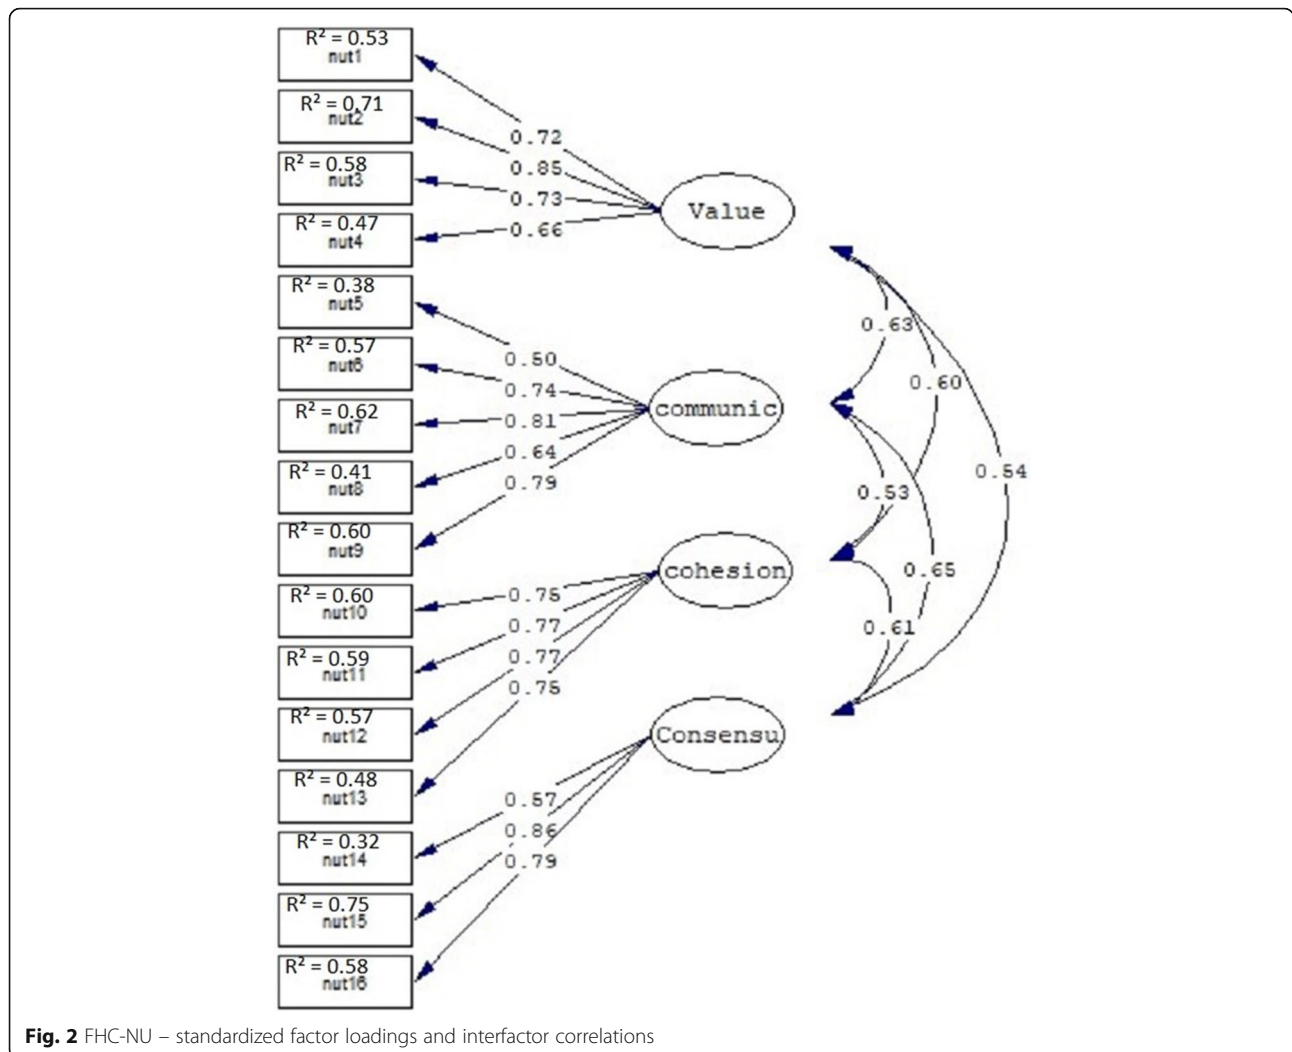 R² = 0.53
nut1
R² = 0.71
nut2
R² = 0.58
nut3
R² = 0.47
nut4
R² = 0.38
nut5
R² = 0.57
nut6
R² = 0.62
nut7
R² = 0.41
nut8
R² = 0.60
nut9
R² = 0.60
nut10
R² = 0.59
nut11
R² = 0.57
nut12
R² = 0.48
nut13
R² = 0.32
nut14
R² = 0.75
nut15
R² = 0.58
nut16
0.72
0.85
0.73
0.66
0.50
0.74
0.81
0.64
0.79
0.75
0.77
0.77
0.75
0.57
0.86
0.79
Value
communic
cohesion
Consensu
0.63
0.60
0.54
0.53
0.65
0.61
Fig. 2 FHC-NU – standardized factor loadings and interfactor correlations